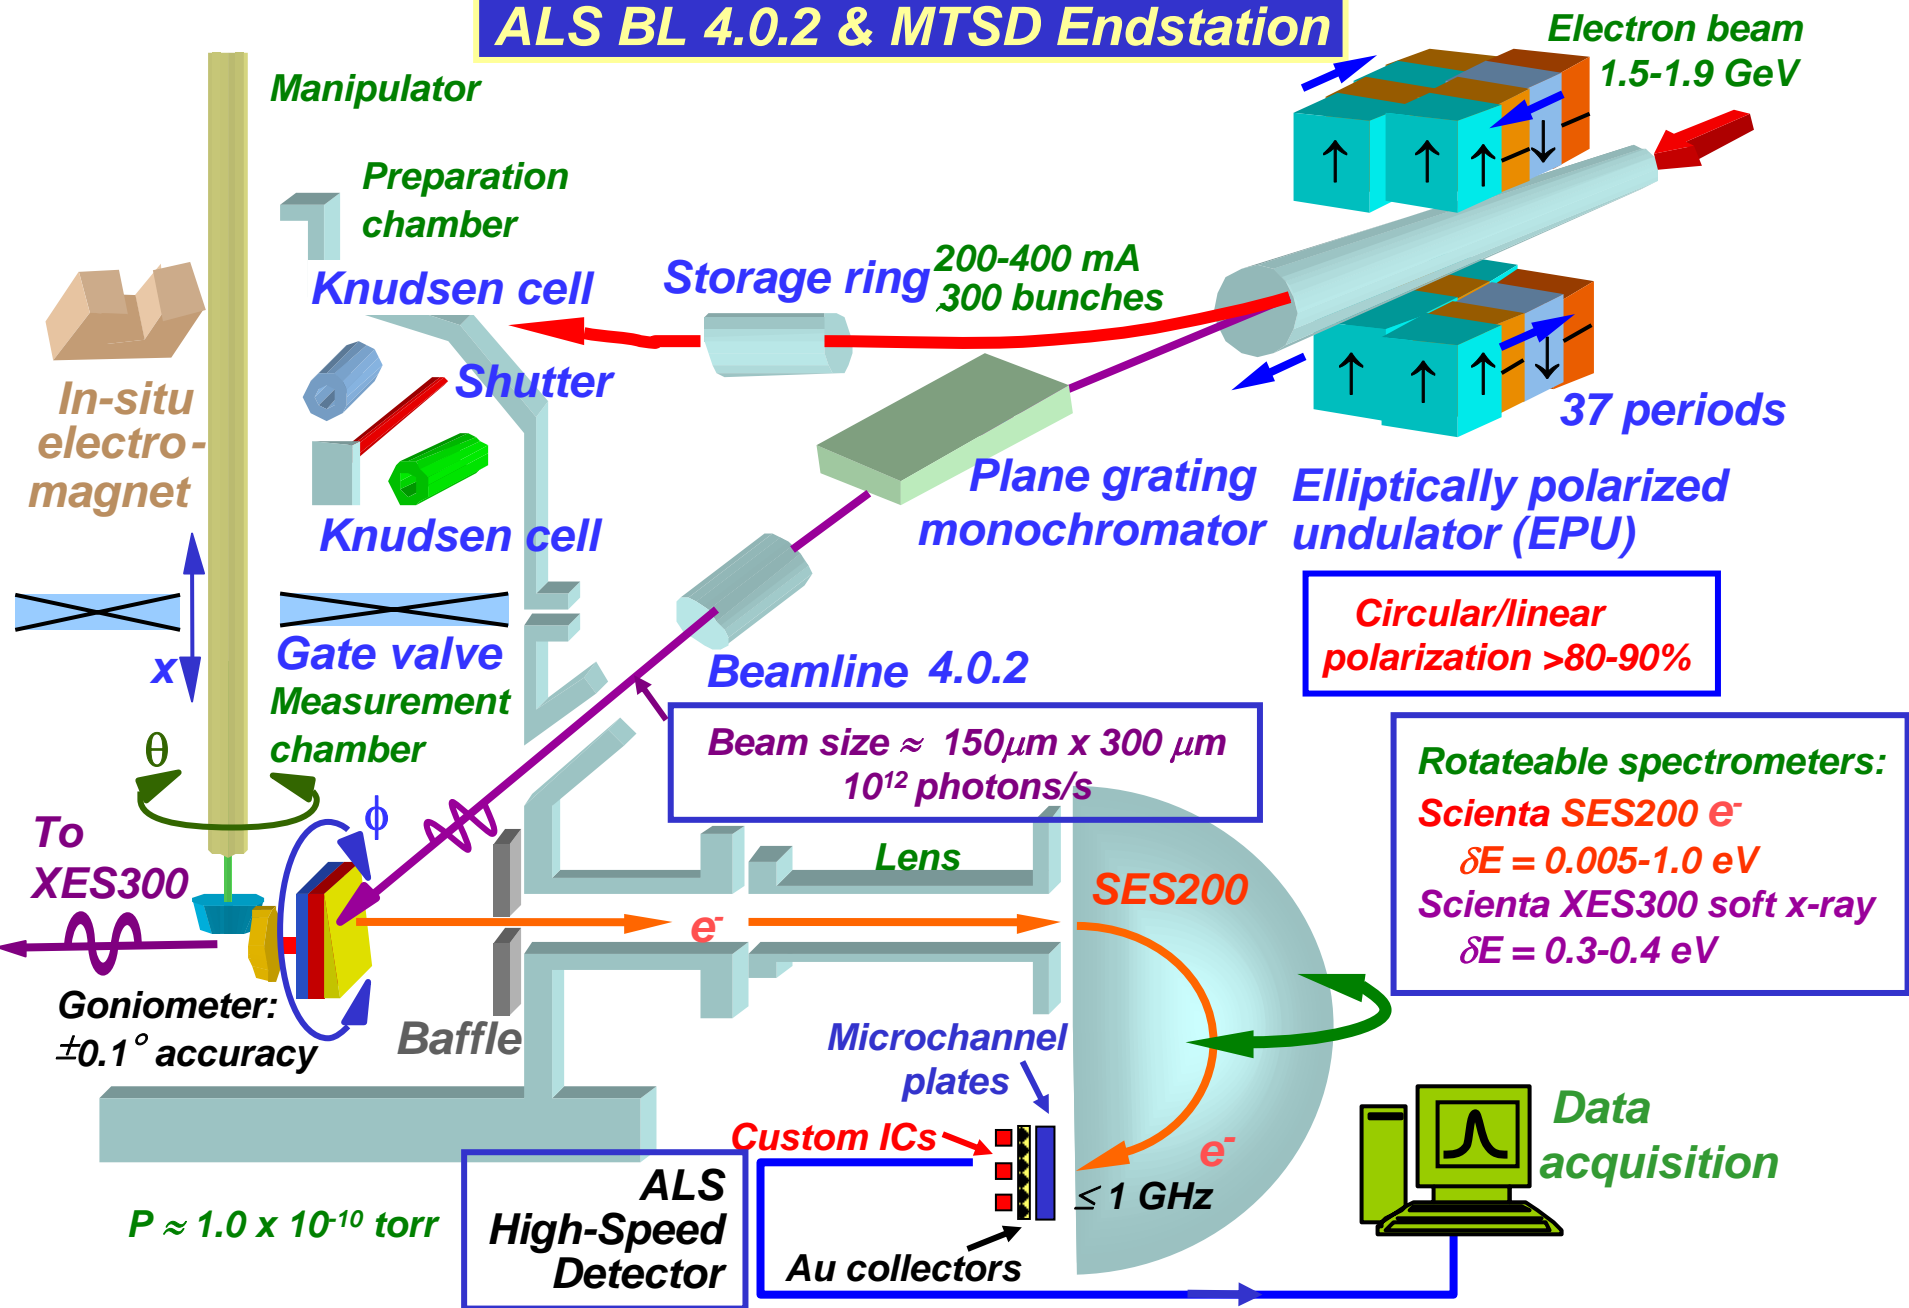 ALS BL 4.0.2 & MTSD Endstation
Electron beam
1.5-1.9 GeV
Manipulator
Preparation
chamber
Knudsen cell
Storage ring
200-400 mA
≈300 bunches
Shutter
In-situ
electro-
magnet
37 periods
Plane grating
monochromator
Elliptically polarized
undulator (EPU)
Knudsen cell
Circular/linear
polarization >80-90%
x
Gate valve
Beamline 4.0.2
Measurement
chamber
θ
Beam size ≈ 150μm x 300 μm
10¹² photons/s
Rotateable spectrometers:
Scienta SES200 e⁻
δE = 0.005-1.0 eV
Scienta XES300 soft x-ray
δE = 0.3-0.4 eV
ϕ
To
XES300
Lens
SES200
e⁻
Goniometer:
±0.1° accuracy
Baffle
Microchannel
plates
Custom ICs
e⁻
≤ 1 GHz
Data
acquisition
ALS
High-Speed
Detector
P ≈ 1.0 x 10⁻¹⁰ torr
Au collectors